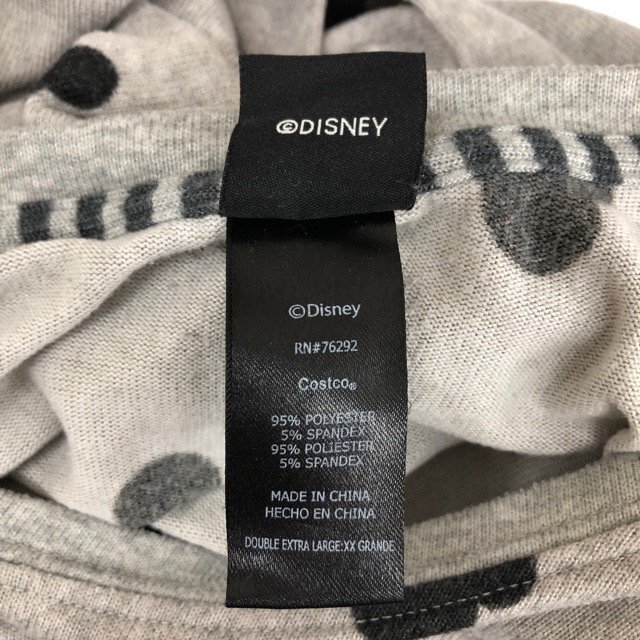 ©DISNEY
©Disney
RN#76292
Costco®
95% POLYESTER
5% SPANDEX
95% POLIESTER
5% SPANDEX
MADE IN CHINA
HECHO EN CHINA
DOUBLE EXTRA LARGE:XX GRANDE